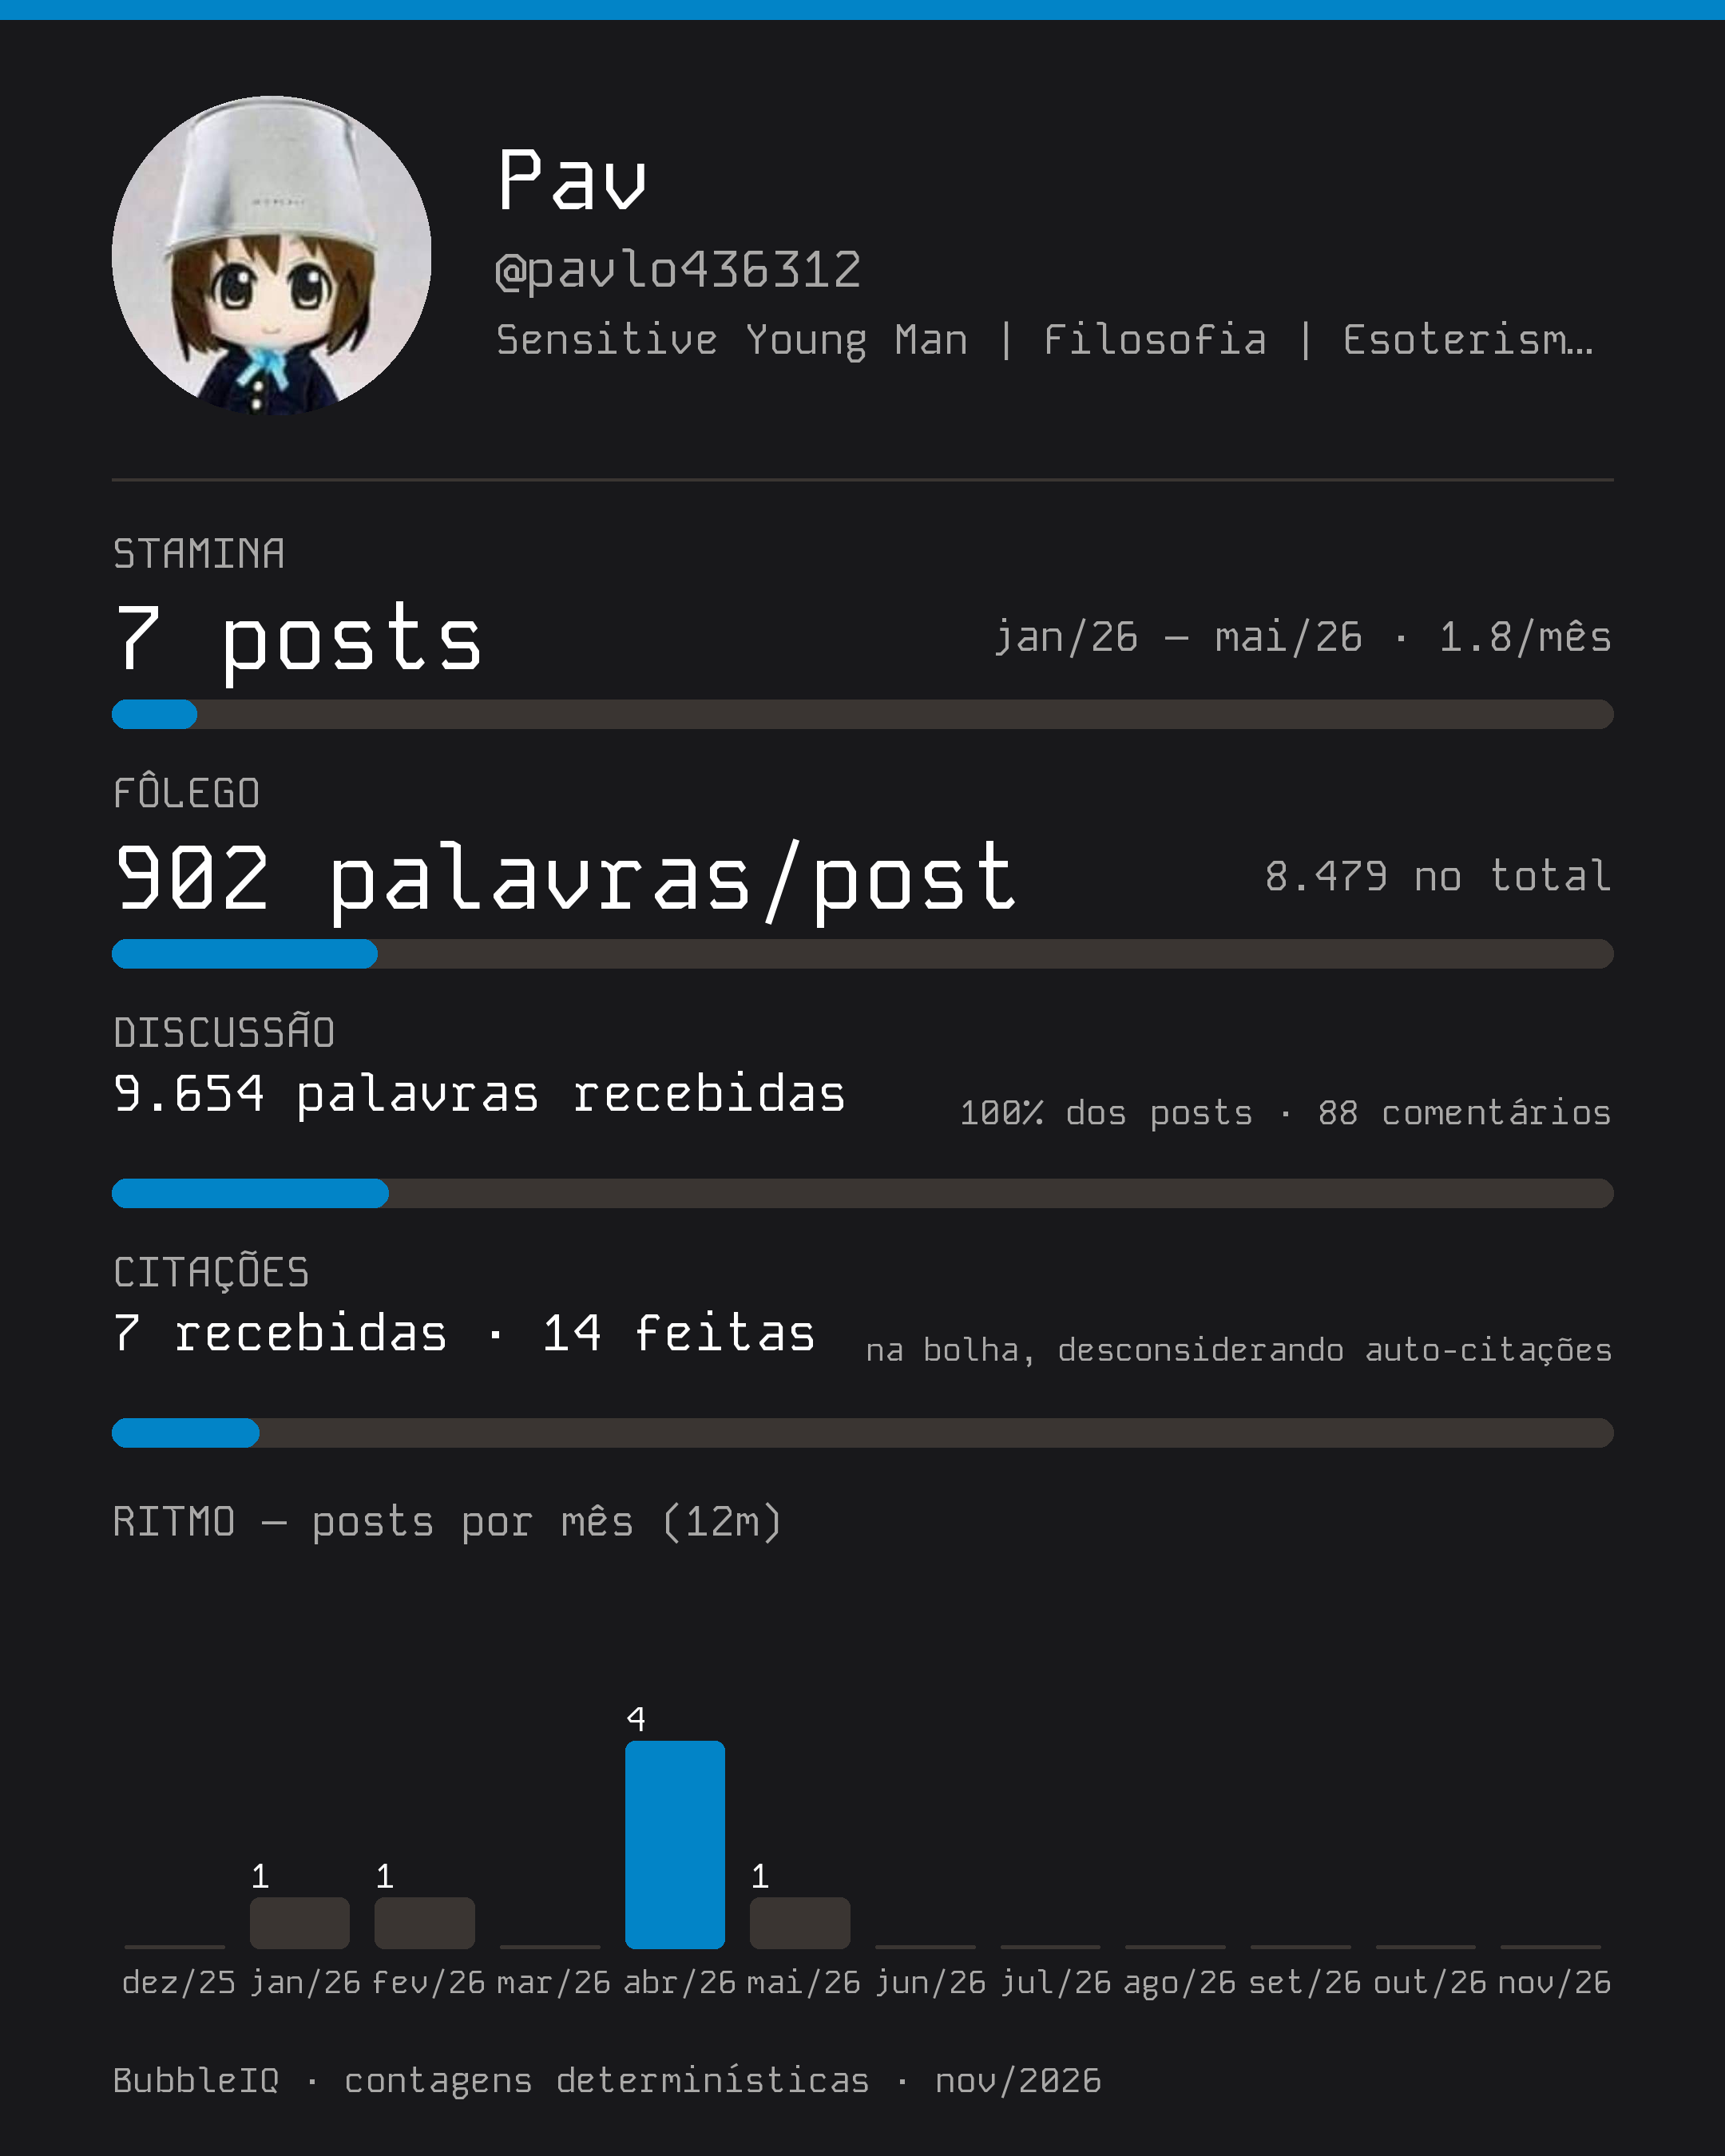 Pav
@pavlo436312
Sensitive Young Man | Filosofia | Esoterism…
STAMINA
7 posts
jan/26 — mai/26 · 1.8/mês
FÔLEGO
902 palavras/post
8.479 no total
DISCUSSÃO
9.654 palavras recebidas
100% dos posts · 88 comentários
CITAÇÕES
7 recebidas · 14 feitas
na bolha, desconsiderando auto-citações
RITMO — posts por mês (12m)
4
1 1 1
dez/25 jan/26 fev/26 mar/26 abr/26 mai/26 jun/26 jul/26 ago/26 set/26 out/26 nov/26
BubbleIQ · contagens determinísticas · nov/2026